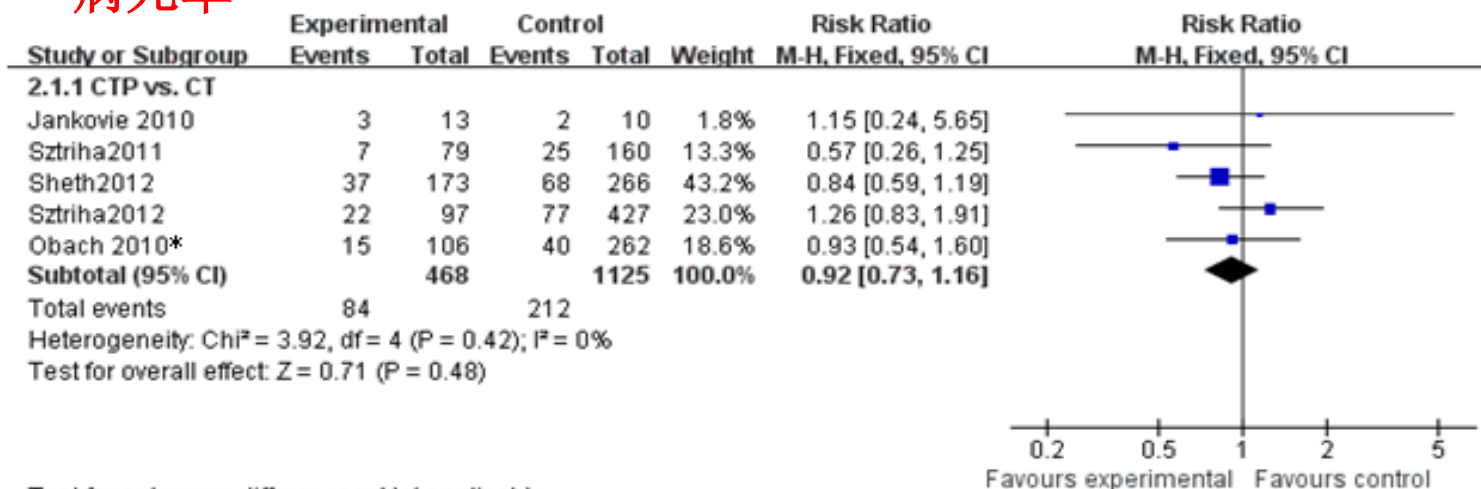 病死率
Experimental Control Risk Ratio Risk Ratio
Study or Subgroup Events Total Events Total Weight M-H, Fixed, 95% CI M-H, Fixed, 95% CI
2.1.1 CTP vs. CT
Jankovie 2010 3 13 2 10 1.8% 1.15 [0.24, 5.65]
Sztriha2011 7 79 25 160 13.3% 0.57 [0.26, 1.25]
Sheth2012 37 173 68 266 43.2% 0.84 [0.59, 1.19]
Sztriha2012 22 97 77 427 23.0% 1.26 [0.83, 1.91]
Obach 2010* 15 106 40 262 18.6% 0.93 [0.54, 1.60]
Subtotal (95% CI) 468 1125 100.0% 0.92 [0.73, 1.16]
Total events 84 212
Heterogeneity: Chi² = 3.92, df = 4 (P = 0.42); I² = 0%
Test for overall effect: Z = 0.71 (P = 0.48)
0.2 0.5 1 2 5
Favours experimental Favours control